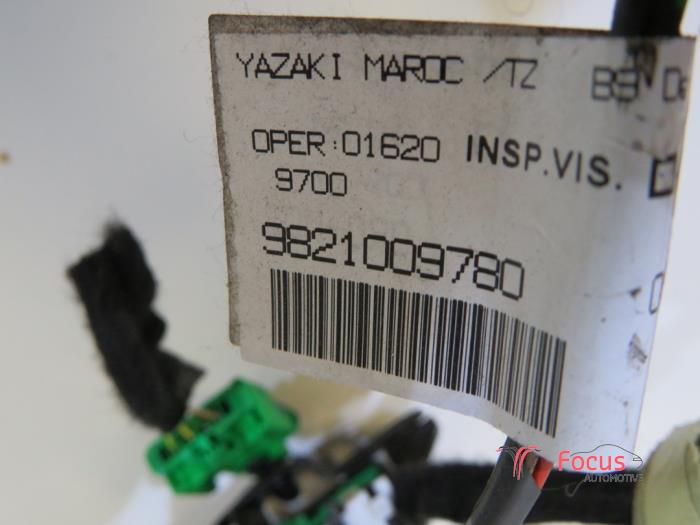 YAZAKI MAROC /TZ
OPER:01620 INSP.VIS.
9700
9821009780
Focus
AUTOMOTIVE